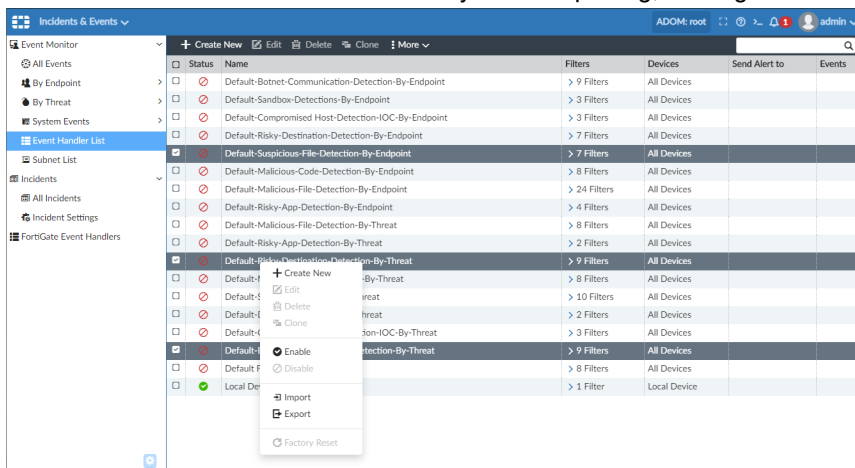 Incidents & Events
ADOM: root
1
admin
Event Monitor
All Events
By Endpoint
By Threat
System Events
Event Handler List
Subnet List
Incidents
All Incidents
Incident Settings
FortiGate Event Handlers
Create New Edit Delete Clone More
Status Name Filters Devices Send Alert to Events
Default-Botnet-Communication-Detection-By-Endpoint > 9 Filters All Devices
Default-Sandbox-Detections-By-Endpoint > 3 Filters All Devices
Default-Compromised Host-Detection-IOC-By-Endpoint > 3 Filters All Devices
Default-Risky-Destination-Detection-By-Endpoint > 7 Filters All Devices
Default-Suspicious-File-Detection-By-Endpoint > 7 Filters All Devices
Default-Malicious-Code-Detection-By-Endpoint > 8 Filters All Devices
Default-Malicious-File-Detection-By-Endpoint > 24 Filters All Devices
Default-Risky-App-Detection-By-Endpoint > 4 Filters All Devices
Default-Malicious-File-Detection-By-Threat > 8 Filters All Devices
Default-Risky-App-Detection-By-Threat > 2 Filters All Devices
Default-Risky-Destination-Detection-By-Threat > 9 Filters All Devices
-By-Threat > 8 Filters All Devices
> 10 Filters All Devices
> 2 Filters All Devices
-IOC-By-Threat > 3 Filters All Devices
-By-Threat > 9 Filters All Devices
Default > 8 Filters All Devices
Local > 1 Filter Local Device
Create New
Edit
Delete
Clone
Enable
Disable
Import
Export
Factory Reset